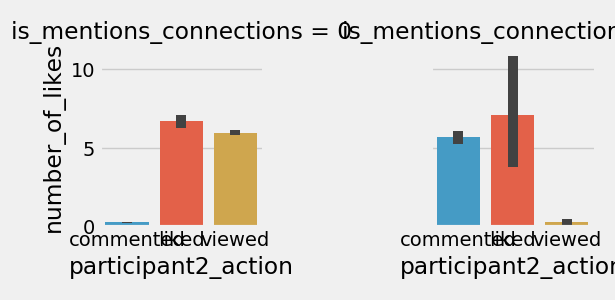 is_mentions_connections = 0
is_mentions_connection
number_of_likes
10
5
0
commented liked viewed
commented liked viewed
participant2_action
participant2_action